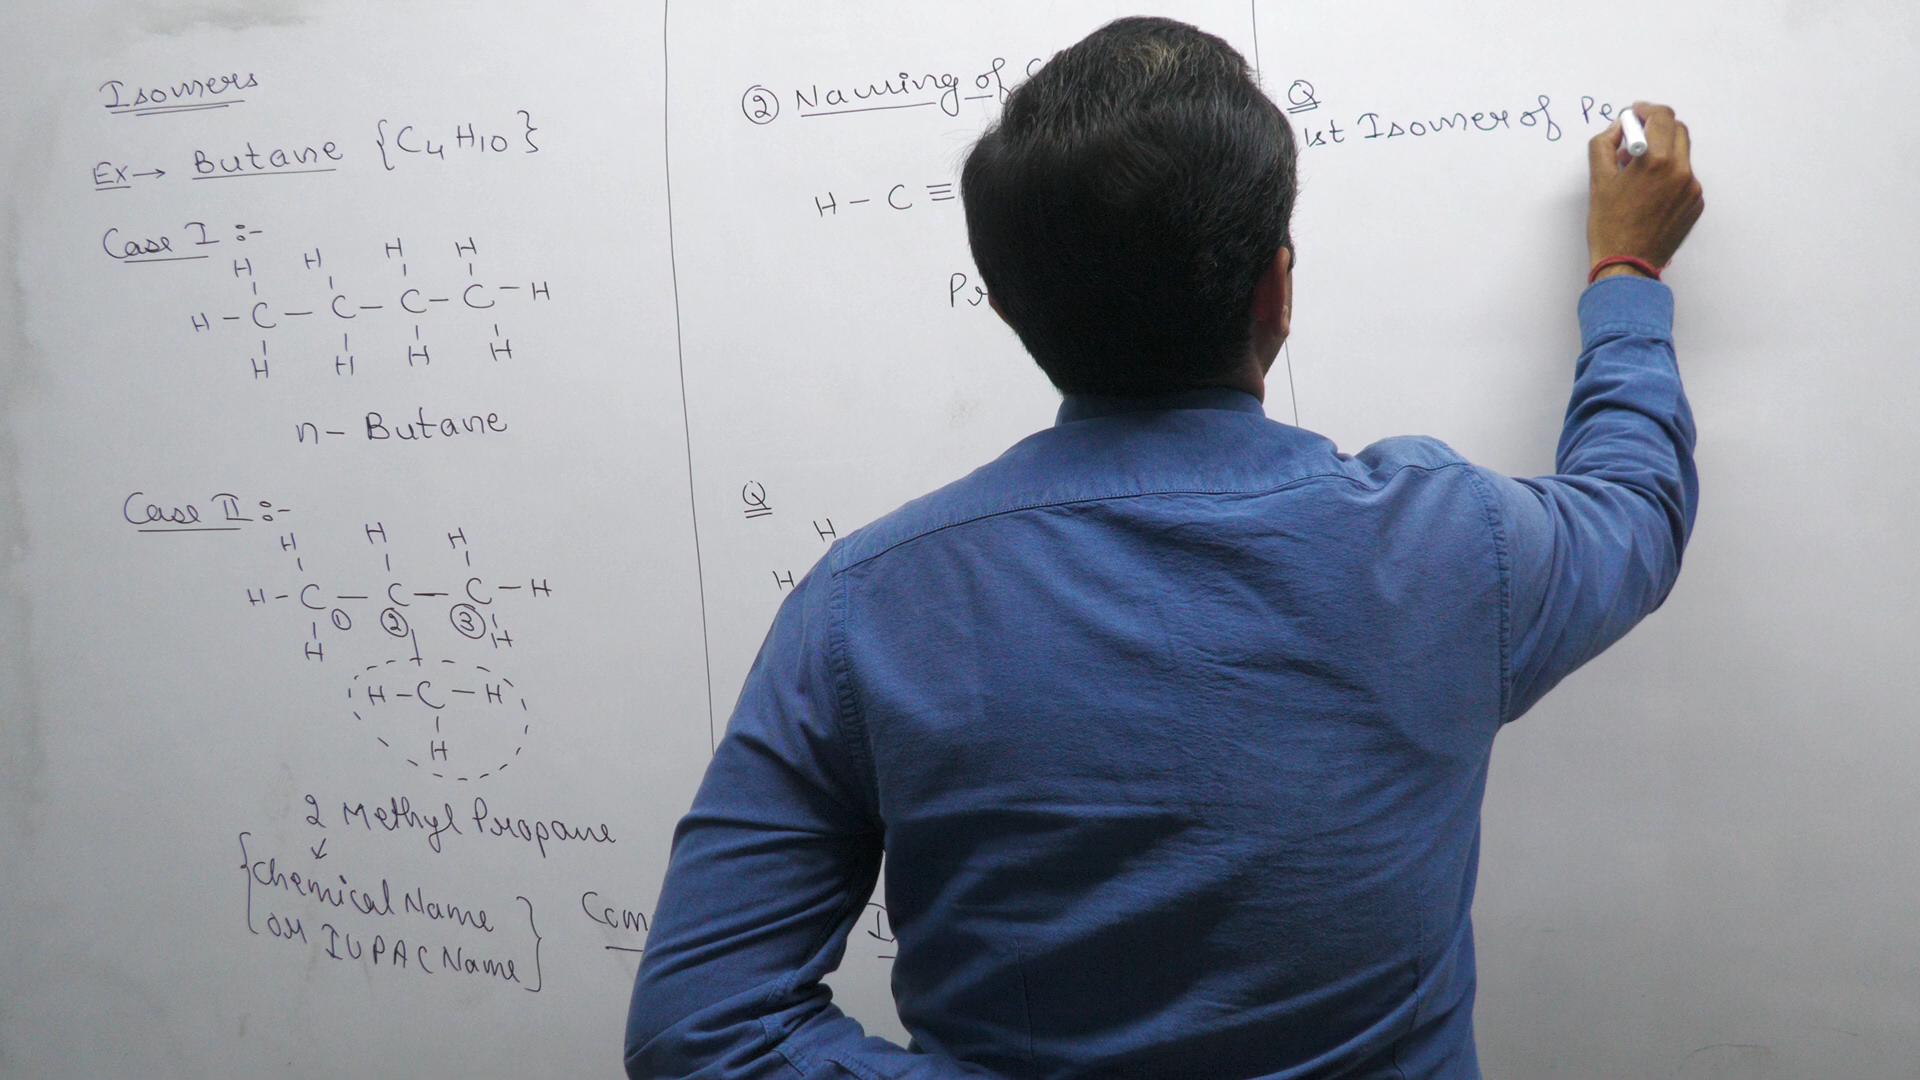 Isomers
Ex → Butane {C4H10}
Case I :-
H H H H
H - C - C - C - C - H
H H H H
n- Butane
Case II :-
H H H
H - C - C - C - H
① ② ③
H H
H - C - H
H
2 Methyl Propane
{Chemical Name
or IUPAC Name}
② Naming of
H - C ≡
Pr
Q
H
H
Com
I
Q
1st Isomer of Pe